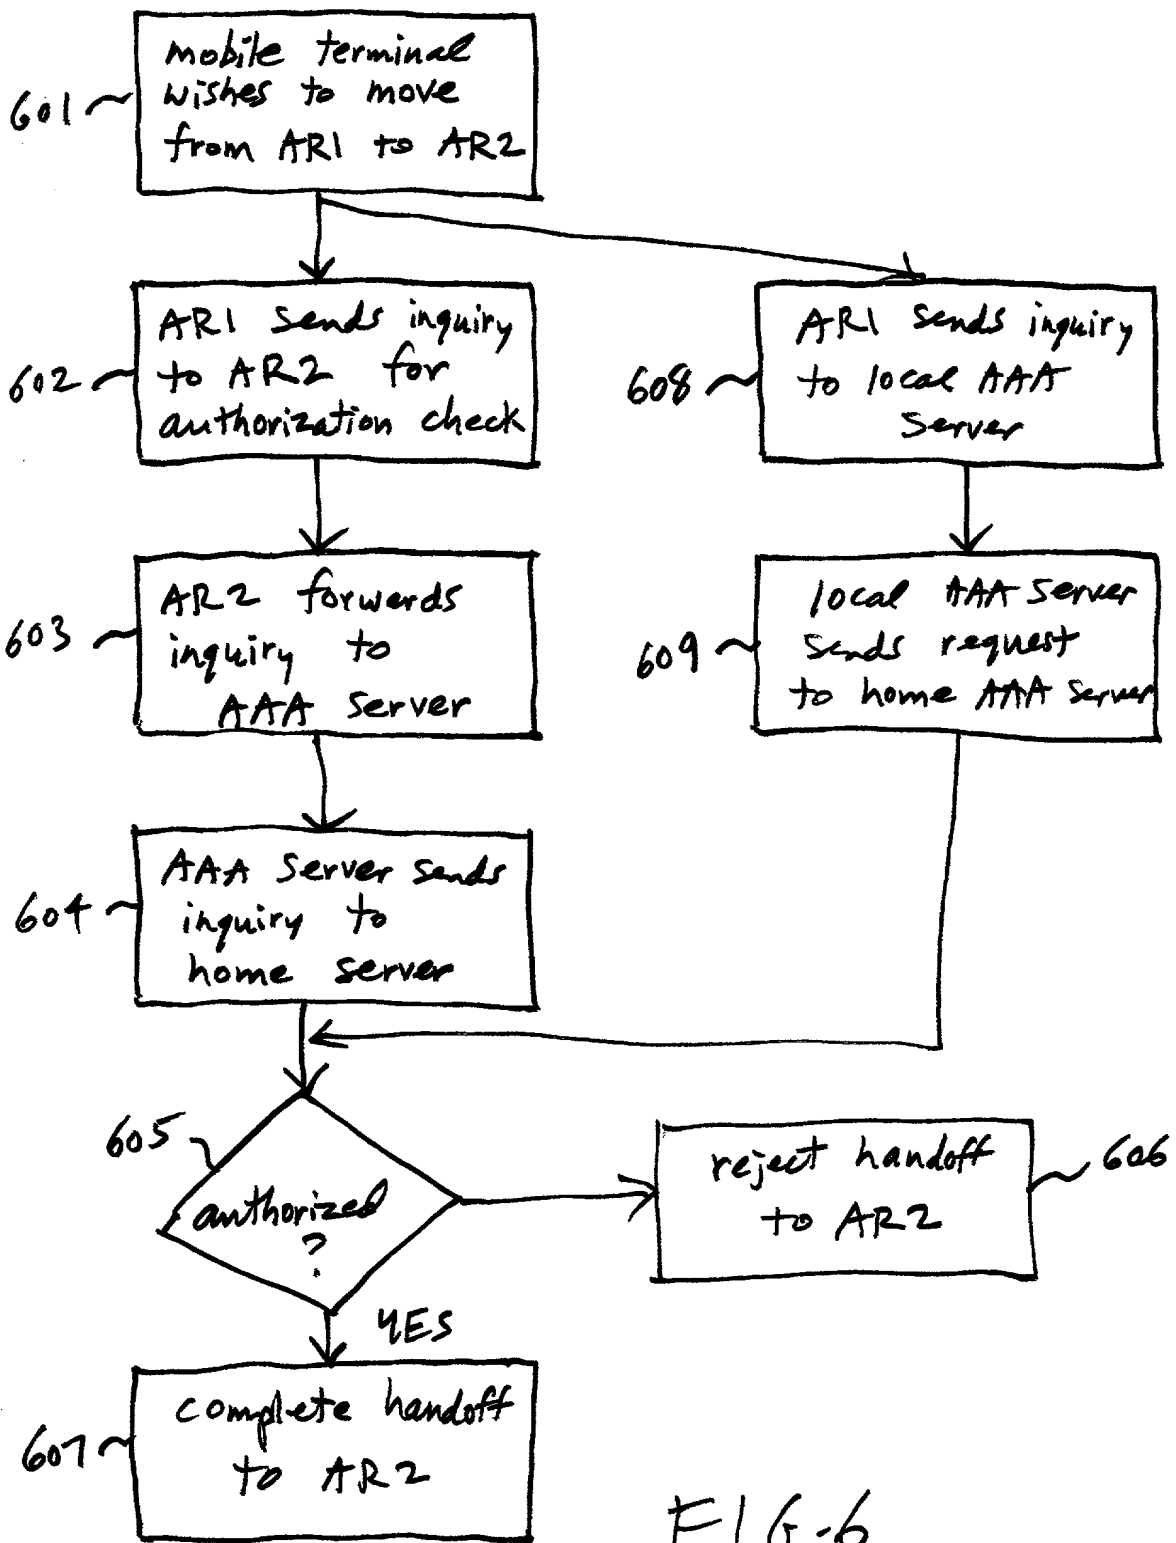 601
mobile terminal
wishes to move
from AR1 to AR2
602
AR1 sends inquiry
to AR2 for
authorization check
608
ARI sends inquiry
to local AAA
server
603
AR2 forwards
inquiry to
AAA server
609
local AAA server
sends request
to home AAA server
604
AAA server sends
inquiry to
home server
605
authorized
?
606
reject handoff
to AR2
YES
607
complete handoff
to AR2
FIG. 6